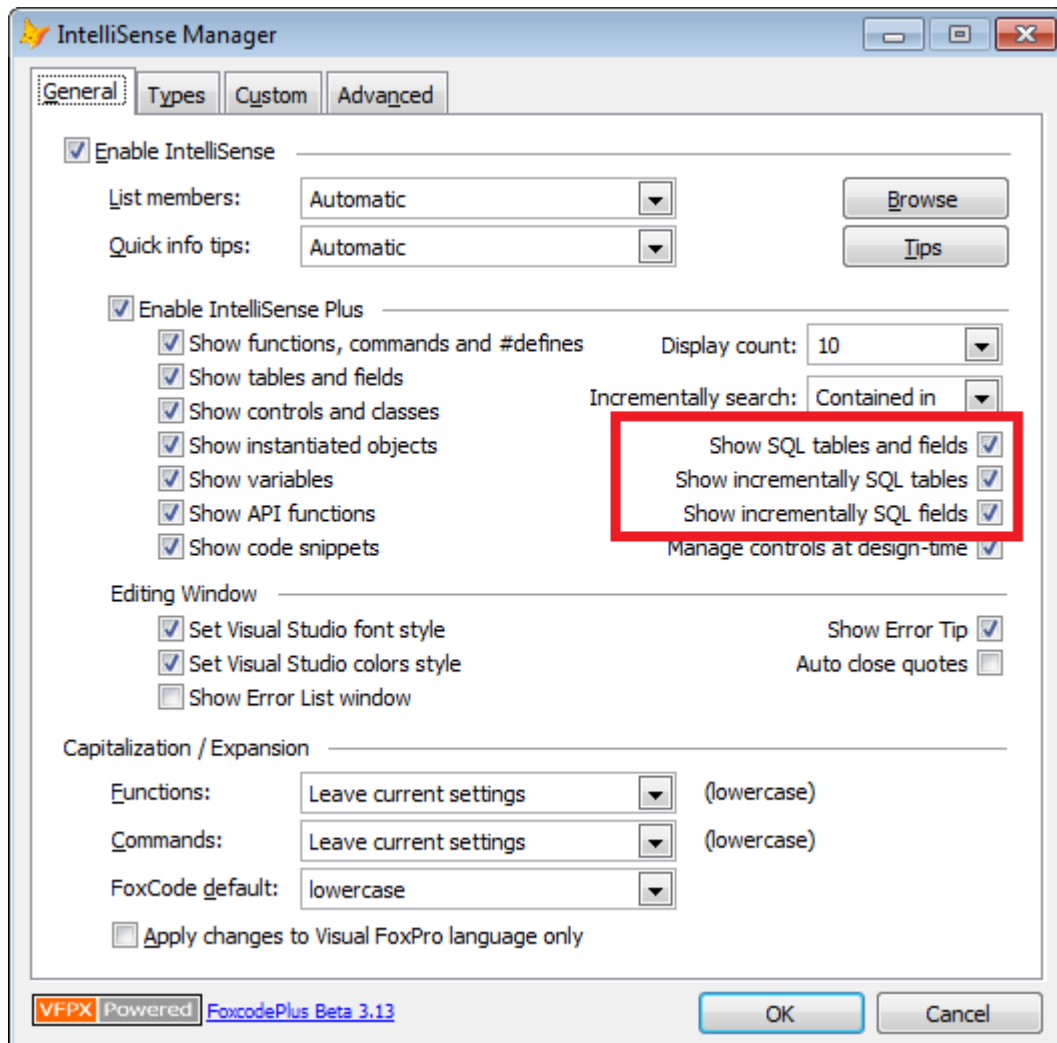 IntelliSense Manager
General Types Custom Advanced
Enable IntelliSense
List members: Automatic Browse
Quick info tips: Automatic Tips
Enable IntelliSense Plus
Show functions, commands and #defines Display count: 10
Show tables and fields
Incrementally search: Contained in
Show controls and classes
Show instantiated objects Show SQL tables and fields
Show variables Show incrementally SQL tables
Show API functions Show incrementally SQL fields
Show code snippets Manage controls at design-time
Editing Window
Set Visual Studio font style Show Error Tip
Set Visual Studio colors style Auto close quotes
Show Error List window
Capitalization / Expansion
Functions: Leave current settings (lowercase)
Commands: Leave current settings (lowercase)
FoxCode default: lowercase
Apply changes to Visual FoxPro language only
VFPX Powered FoxcodePlus Beta 3.13 OK Cancel